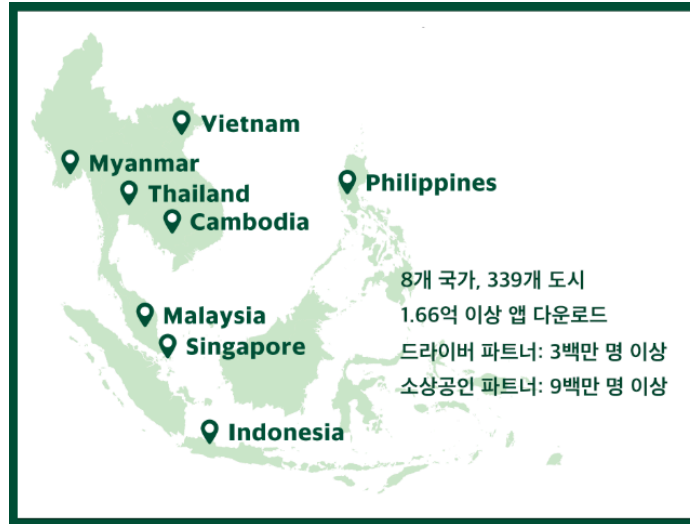 Vietnam
Myanmar
Thailand
Philippines
Cambodia
8개 국가, 339개 도시
1.66억 이상 앱 다운로드
Malaysia
Singapore
드라이버 파트너: 3백만 명 이상
소상공인 파트너: 9백만 명 이상
Indonesia